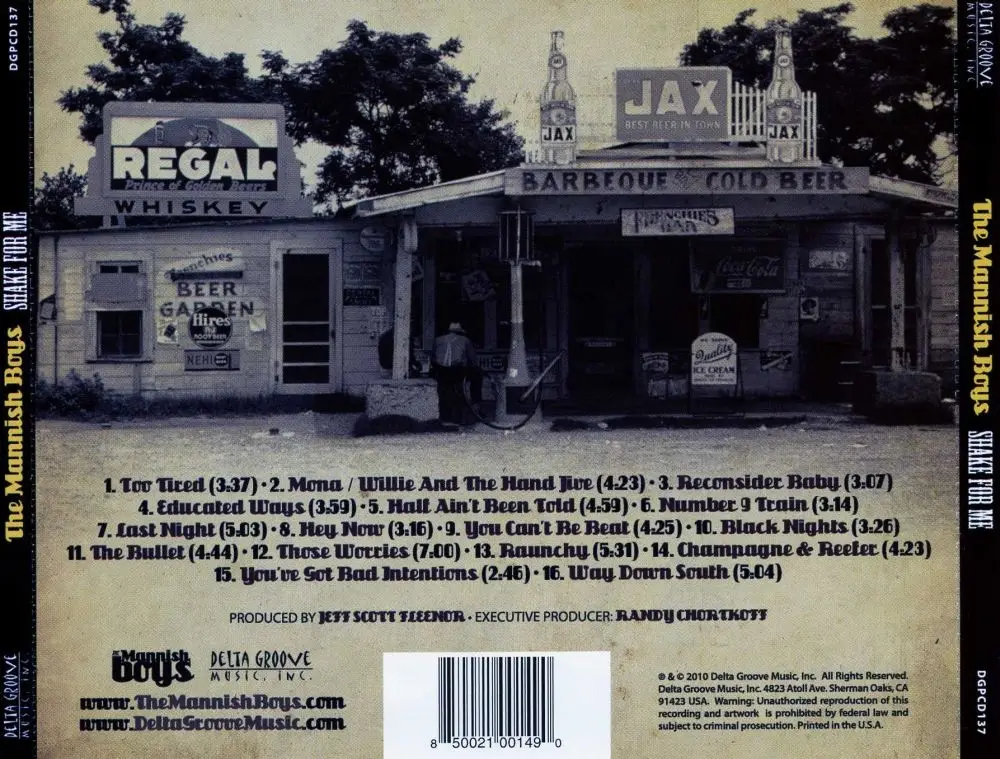 DGPCD137
DELTA GROOVE
MUSIC, INC.
The Mannish Boys SHAKE FOR ME
REGAL
Prince of Golden Beers
WHISKEY
JAX
BEST BEER IN TOWN
JAX
JAX
BARBEQUE COLD BEER
FRENCHIE'S
BAR
Frenchies
BEER
GARDEN
Hires
ROOT BEER
NEHI
Coca-Cola
Quality
ICE CREAM
The Mannish Boys SHAKE FOR ME
1. Too Tired (3:37) • 2. Mona / Willie And The Hand Jive (4:23) • 3. Reconsider Baby (3:07)
4. Educated Ways (3:59) • 5. Half Ain't Been Told (4:59) • 6. Number 9 Train (3:14)
7. Last Night (5:03) • 8. Hey Now (3:16) • 9. You Can't Be Beat (4:25) • 10. Black Nights (3:26)
11. The Bullet (4:44) • 12. Those Worries (7:00) • 13. Raunchy (5:31) • 14. Champagne & Reefer (4:23)
15. You've Got Bad Intentions (2:46) • 16. Way Down South (5:04)
PRODUCED BY JEFF SCOTT FLEENOR • EXECUTIVE PRODUCER: RANDY CHORTKOFF
The Mannish Boys
DELTA GROOVE
MUSIC, INC.
www.TheMannishBoys.com
www.DeltaGrooveMusic.com
8 50021 00149 0
℗ & © 2010 Delta Groove Music, Inc. All Rights Reserved.
Delta Groove Music, Inc. 4823 Atoll Ave. Sherman Oaks, CA
91423 USA. Warning: Unauthorized reproduction of this
recording and artwork is prohibited by federal law and
subject to criminal prosecution. Printed in the U.S.A.
DELTA GROOVE
MUSIC, INC.
DGPCD137